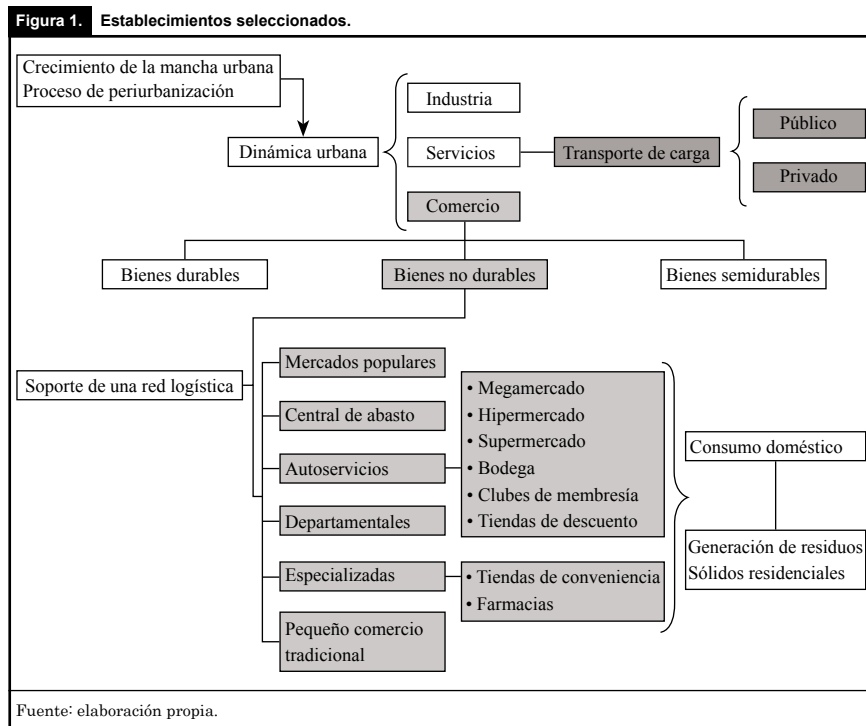 Figura 1. Establecimientos seleccionados.
Crecimiento de la mancha urbana
Proceso de periurbanización
Dinámica urbana
Industria
Servicios
Comercio
Transporte de carga
Público
Privado
Bienes durables
Bienes no durables
Bienes semidurables
Soporte de una red logística
Mercados populares
Central de abasto
Autoservicios
Departamentales
Especializadas
Pequeño comercio
tradicional
• Megamercado
• Hipermercado
• Supermercado
• Bodega
• Clubes de membresía
• Tiendas de descuento
• Tiendas de conveniencia
• Farmacias
Consumo doméstico
Generación de residuos
Sólidos residenciales
Fuente: elaboración propia.